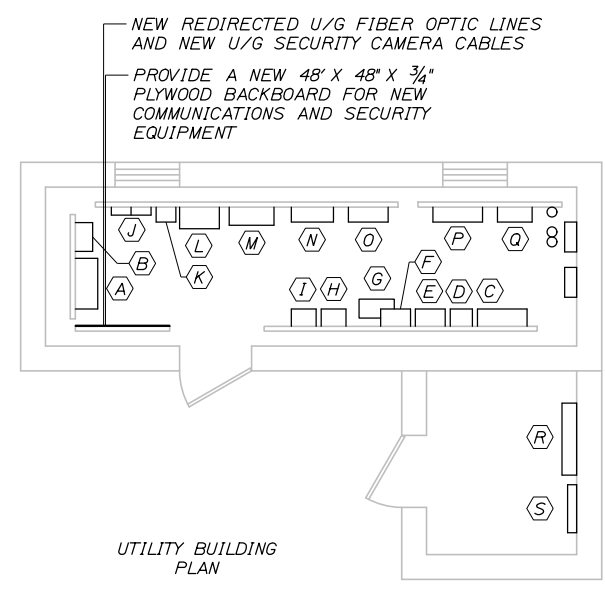 NEW REDIRECTED U/G FIBER OPTIC LINES
AND NEW U/G SECURITY CAMERA CABLES
PROVIDE A NEW 48' X 48" X 3/4"
PLYWOOD BACKBOARD FOR NEW
COMMUNICATIONS AND SECURITY
EQUIPMENT
J
L
M
N
O
P
Q
B
K
A
I
H
G
F
E
D
C
R
S
UTILITY BUILDING
PLAN